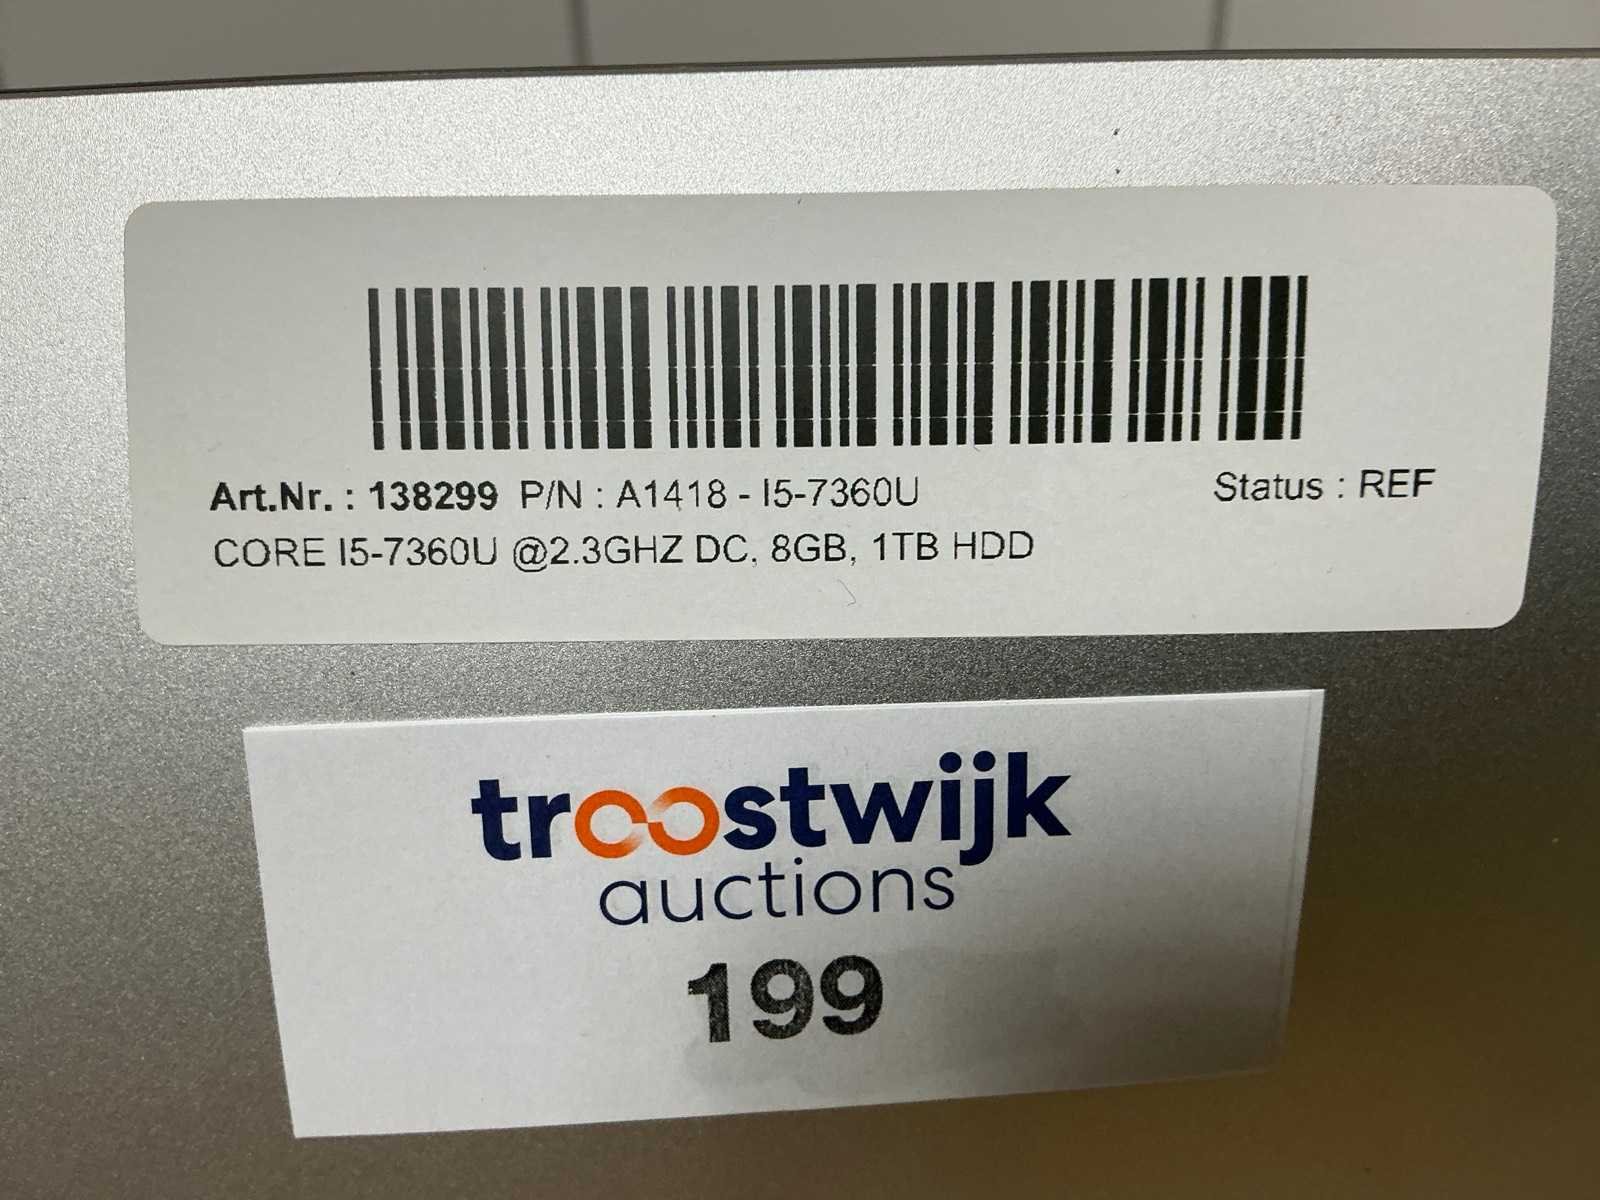 Art.Nr. : 138299 P/N : A1418 - I5-7360U Status : REF
CORE I5-7360U @2.3GHZ DC, 8GB, 1TB HDD
troostwijk
auctions
199